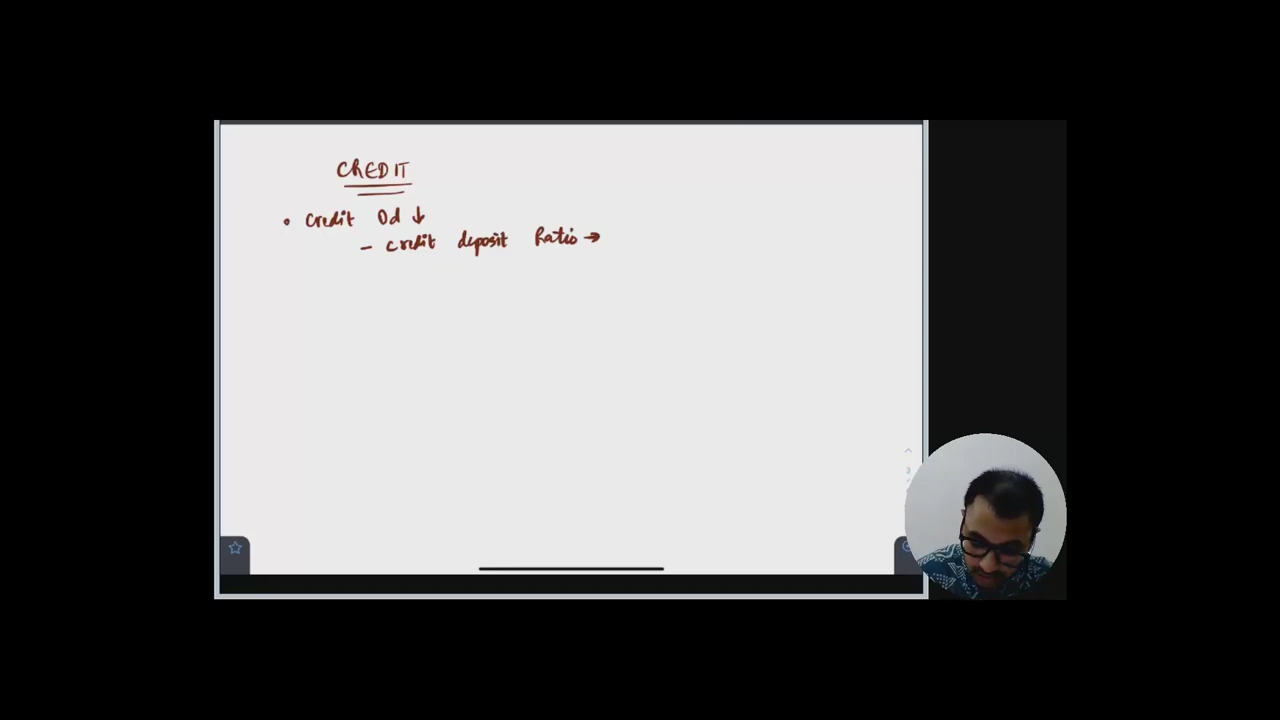 CREDIT
• Credit Dd ↓
– credit deposit Ratio →